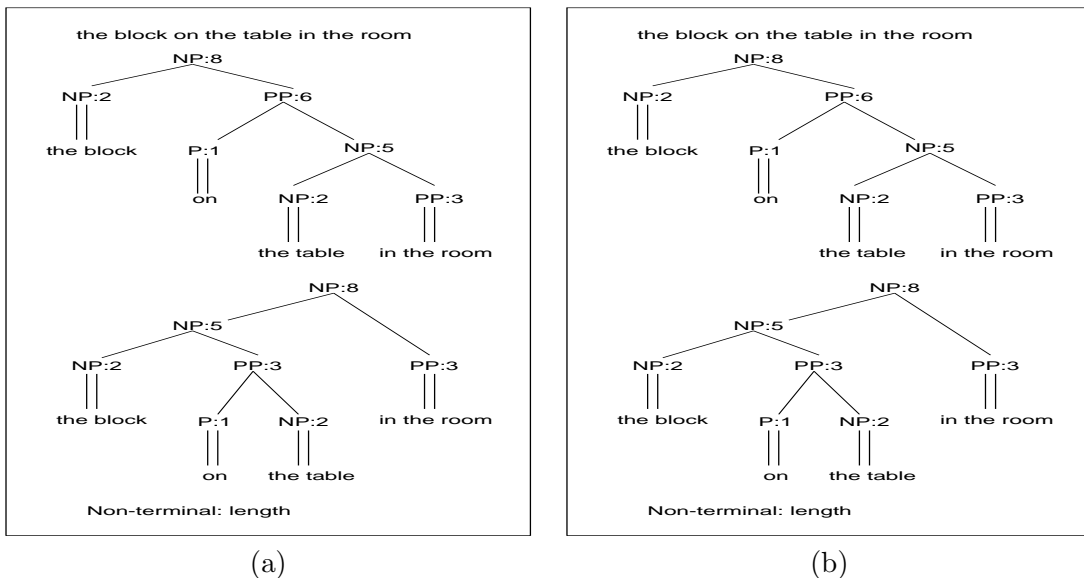 the block on the table in the room
NP:8
NP:2 PP:6
the block P:1 NP:5
on NP:2 PP:3
the table in the room
NP:8
NP:5
NP:2 PP:3 PP:3
the block P:1 NP:2 in the room
on the table
Non-terminal: length
(a)
the block on the table in the room
NP:8
NP:2 PP:6
the block P:1 NP:5
on NP:2 PP:3
the table in the room
NP:8
NP:5
NP:2 PP:3 PP:3
the block P:1 NP:2 in the room
on the table
Non-terminal: length
(b)